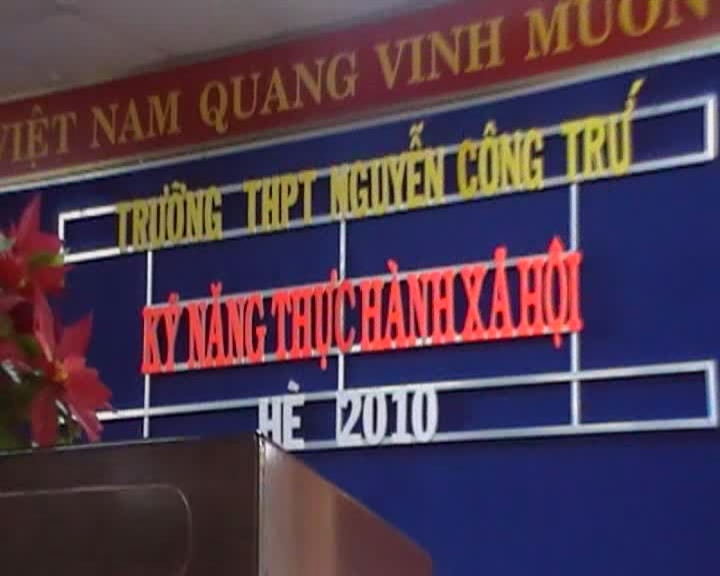 VIỆT NAM QUANG VINH MUÔN
TRƯỜNG THPT NGUYỄN CÔNG TRỨ
KỸ NĂNG THỰC HÀNH XÃ HỘI
HÈ 2010